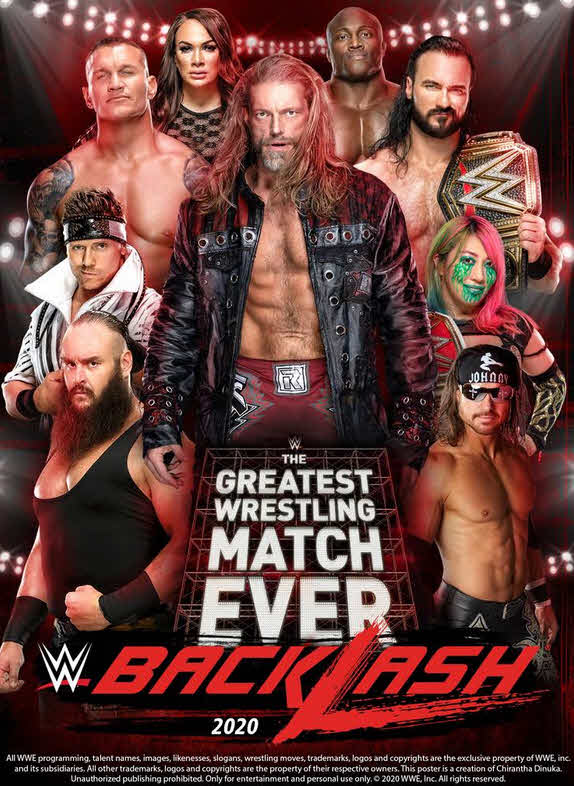 JOHNNY
W
THE
GREATEST
WRESTLING
MATCH
EVER
W BACKLASH
2020
All WWE programming, talent names, images, likenesses, slogans, wrestling moves, trademarks, logos and copyrights are the exclusive property of WWE, inc.
and its subsidiaries. All other trademarks, logos and copyrights are the property of their respective owners. This poster is a creation of Chirantha Dinuka.
Unauthorized publishing prohibited. Only for entertainment and personal use only. © 2020 WWE, Inc. All rights reserved.